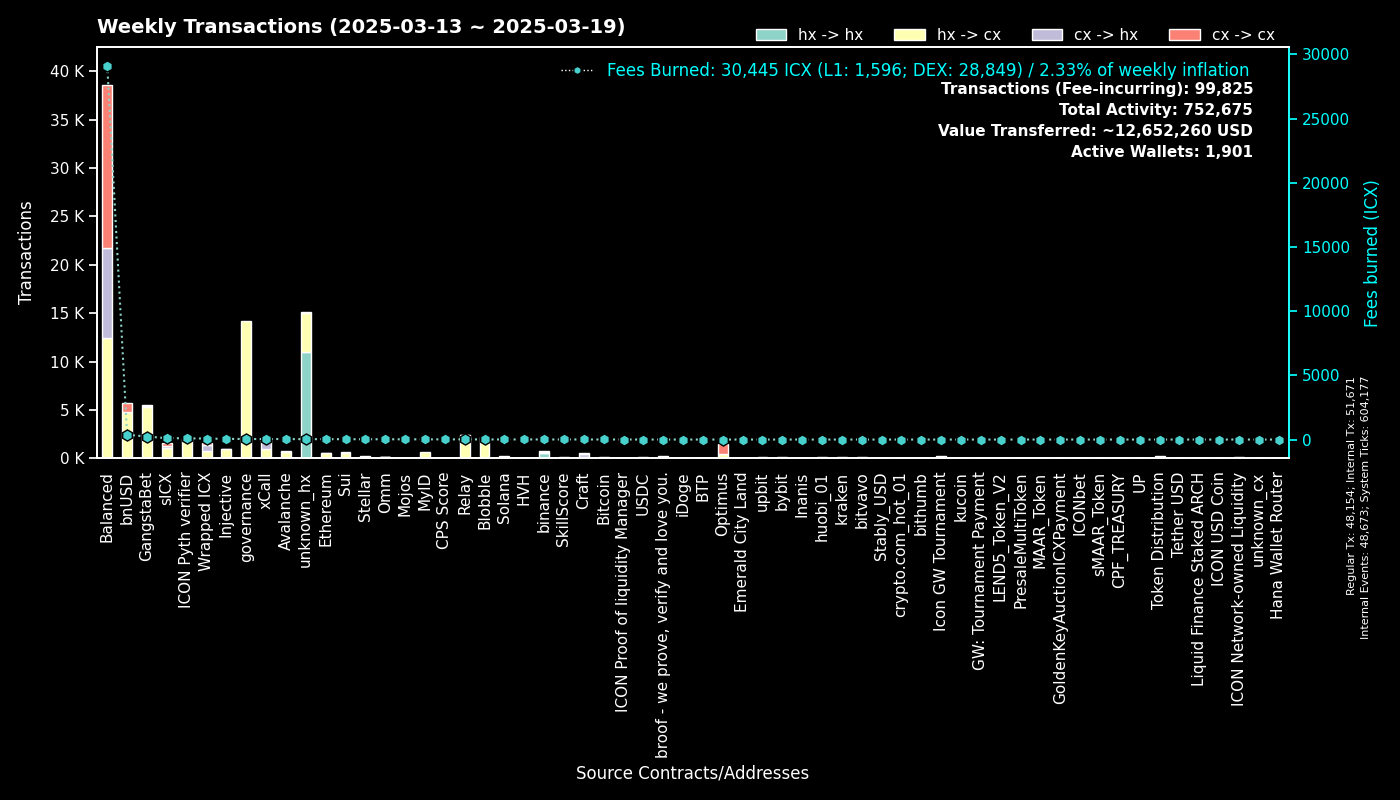 Weekly Transactions (2025-03-13 ~ 2025-03-19)
hx -> hx
hx -> cx
cx -> hx
cx -> cx
Fees Burned: 30,445 ICX (L1: 1,596; DEX: 28,849) / 2.33% of weekly inflation
Transactions (Fee-incurring): 99,825
Total Activity: 752,675
Value Transferred: ~12,652,260 USD
Active Wallets: 1,901
Transactions
40 K
35 K
30 K
25 K
20 K
15 K
10 K
5 K
0 K
30000
25000
20000
15000
10000
5000
0
Fees burned (ICX)
Regular Tx: 48,154; Internal Tx: 51,671
Internal Events: 48,673; System Ticks: 604,177
Balanced
bnUSD
GangstaBet
sICX
ICON Pyth verifier
Wrapped ICX
Injective
governance
xCall
Avalanche
unknown_hx
Ethereum
Sui
Stellar
Omm
Mojos
MyID
CPS Score
Relay
Blobble
Solana
HVH
binance
SkillScore
Craft
Bitcoin
ICON Proof of liquidity Manager
USDC
broof - we prove, verify and love you.
iDoge
BTP
Optimus
Emerald City Land
upbit
bybit
Inanis
huobi_01
kraken
bitvavo
Stably_USD
crypto.com_hot_01
bithumb
Icon GW Tournament
kucoin
GW: Tournament Payment
LEND5_Token_V2
PresaleMultiToken
MAAR_Token
GoldenKeyAuctionICXPayment
ICONbet
sMAAR_Token
CPF_TREASURY
UP
Token Distribution
Tether USD
Liquid Finance Staked ARCH
ICON USD Coin
ICON Network-owned Liquidity
unknown_cx
Hana Wallet Router
Source Contracts/Addresses